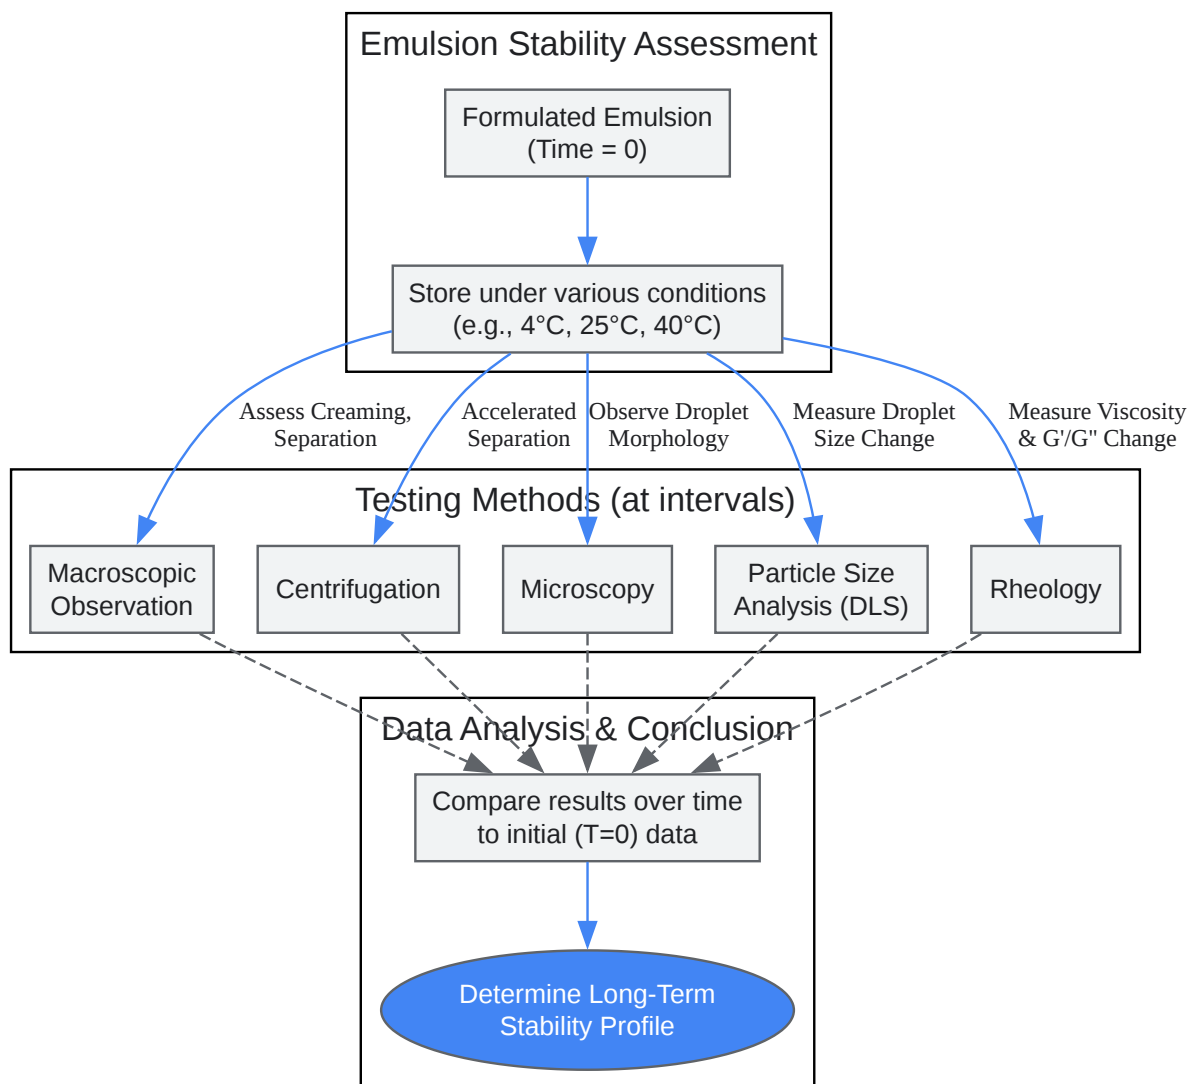 Emulsion Stability Assessment
Formulated Emulsion
(Time = 0)
Store under various conditions
(e.g., 4°C, 25°C, 40°C)
Assess Creaming,
Separation
Accelerated
Separation
Observe Droplet
Morphology
Measure Droplet
Size Change
Measure Viscosity
& G'/G" Change
Testing Methods (at intervals)
Macroscopic
Observation
Centrifugation
Microscopy
Particle Size
Analysis (DLS)
Rheology
Data Analysis & Conclusion
Compare results over time
to initial (T=0) data
Determine Long-Term
Stability Profile